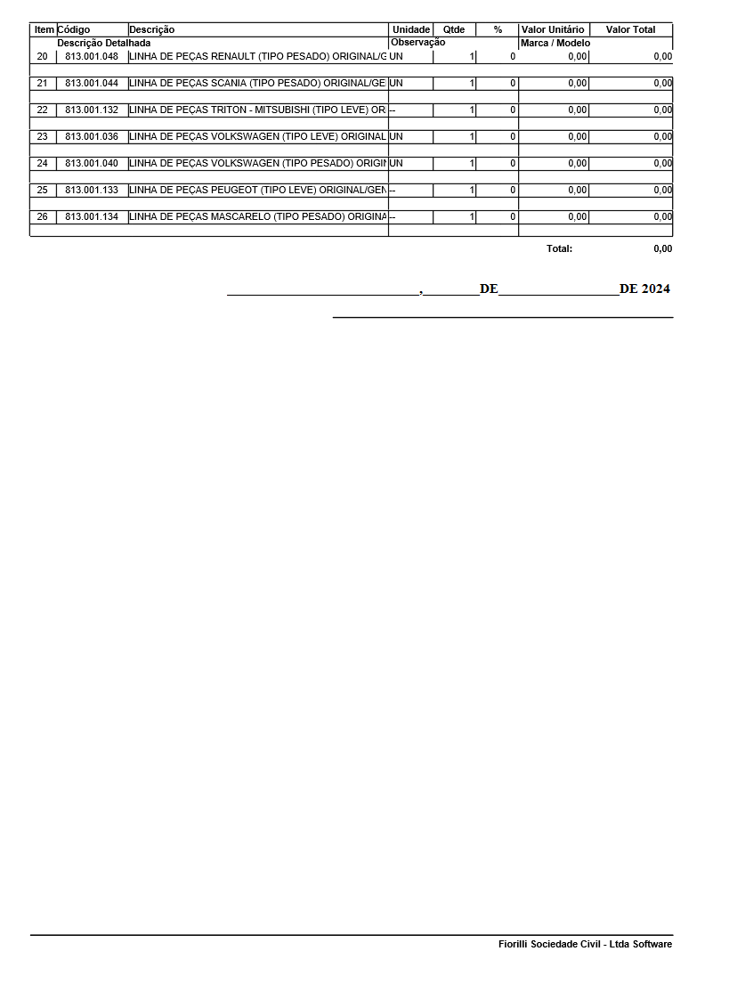 Item Código Descrição Unidade Qtde % Valor Unitário Valor Total
Descrição Detalhada Observação Marca / Modelo
20 813.001.048 LINHA DE PEÇAS RENAULT (TIPO PESADO) ORIGINAL/G UN 1 0 0,00 0,00
21 813.001.044 LINHA DE PEÇAS SCANIA (TIPO PESADO) ORIGINAL/GE UN 1 0 0,00 0,00
22 813.001.132 LINHA DE PEÇAS TRITON - MITSUBISHI (TIPO LEVE) OR -- 1 0 0,00 0,00
23 813.001.036 LINHA DE PEÇAS VOLKSWAGEN (TIPO LEVE) ORIGINAL UN 1 0 0,00 0,00
24 813.001.040 LINHA DE PEÇAS VOLKSWAGEN (TIPO PESADO) ORIGIN UN 1 0 0,00 0,00
25 813.001.133 LINHA DE PEÇAS PEUGEOT (TIPO LEVE) ORIGINAL/GEN -- 1 0 0,00 0,00
26 813.001.134 LINHA DE PEÇAS MASCARELO (TIPO PESADO) ORIGINA -- 1 0 0,00 0,00
Total: 0,00
___________________________,________DE_________________DE 2024
Fiorilli Sociedade Civil - Ltda Software